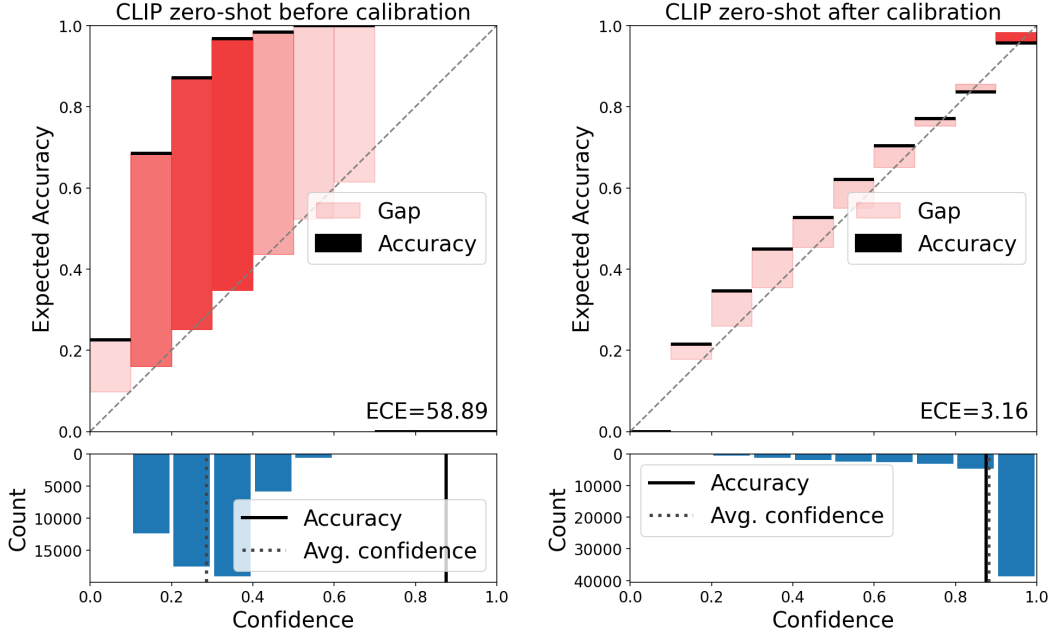 CLIP zero-shot before calibration
1.0
0.8
0.6
0.4
0.2
0.0
Expected Accuracy
Gap
Accuracy
ECE=58.89
0
5000
10000
15000
Count
Accuracy
Avg. confidence
0.0 0.2 0.4 0.6 0.8 1.0
Confidence
CLIP zero-shot after calibration
1.0
0.8
0.6
0.4
0.2
0.0
Expected Accuracy
Gap
Accuracy
ECE=3.16
0
10000
20000
30000
40000
Count
Accuracy
Avg. confidence
0.0 0.2 0.4 0.6 0.8 1.0
Confidence